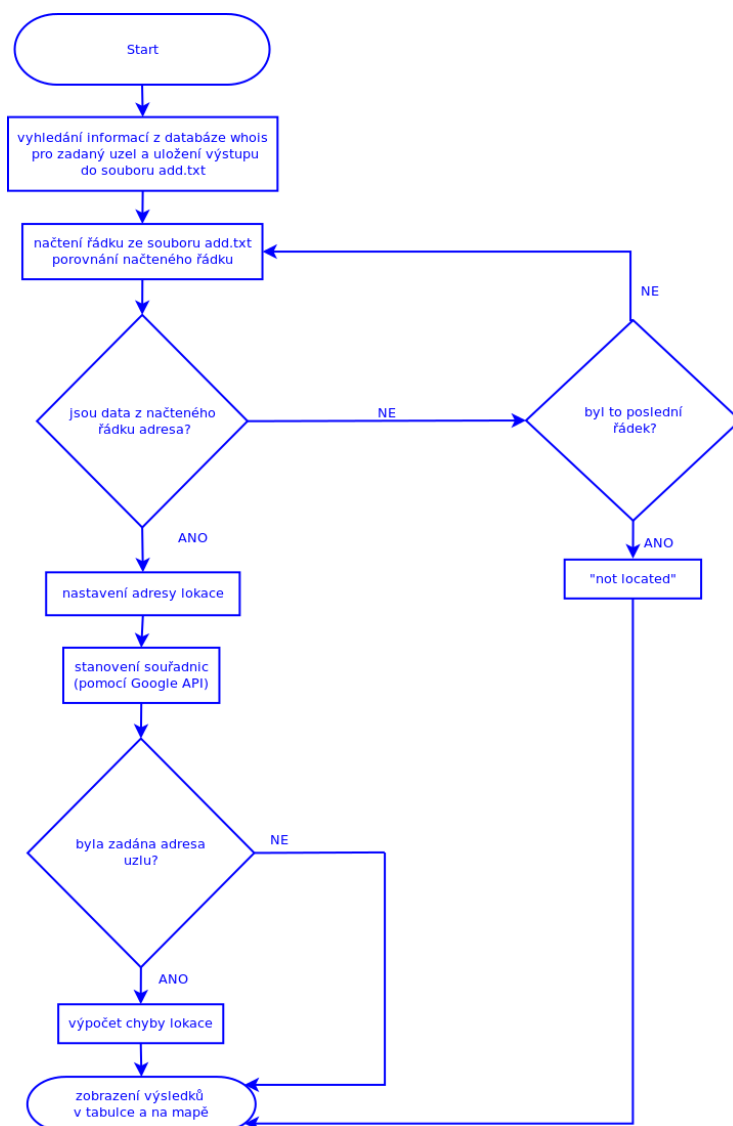 Start
vyhledání informací z databáze whois
pro zadaný uzel a uložení výstupu
do souboru add.txt
načtení řádku ze souboru add.txt
porovnání načteného řádku
NE
jsou data z načteného
řádku adresa?
NE
byl to poslední
řádek?
ANO
ANO
nastavení adresy lokace
"not located"
stanovení souřadnic
(pomocí Google API)
byla zadána adresa
uzlu?
NE
ANO
výpočet chyby lokace
zobrazení výsledků
v tabulce a na mapě